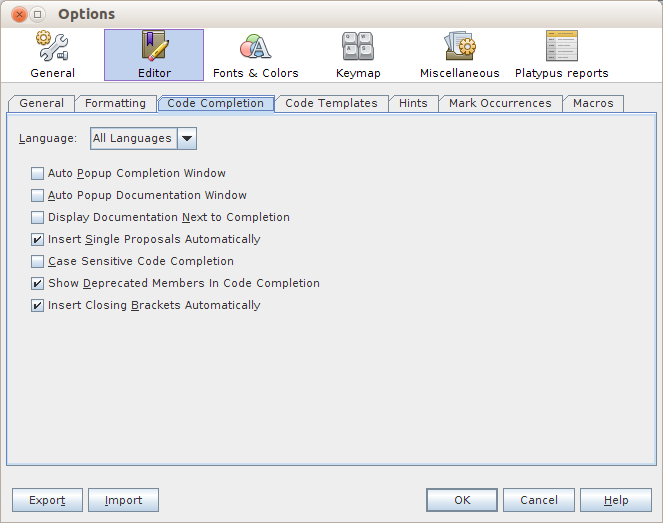 Options
General Editor Fonts & Colors Keymap Miscellaneous Platypus reports
General Formatting Code Completion Code Templates Hints Mark Occurrences Macros
Language: All Languages
Auto Popup Completion Window
Auto Popup Documentation Window
Display Documentation Next to Completion
Insert Single Proposals Automatically
Case Sensitive Code Completion
Show Deprecated Members In Code Completion
Insert Closing Brackets Automatically
Export Import OK Cancel Help